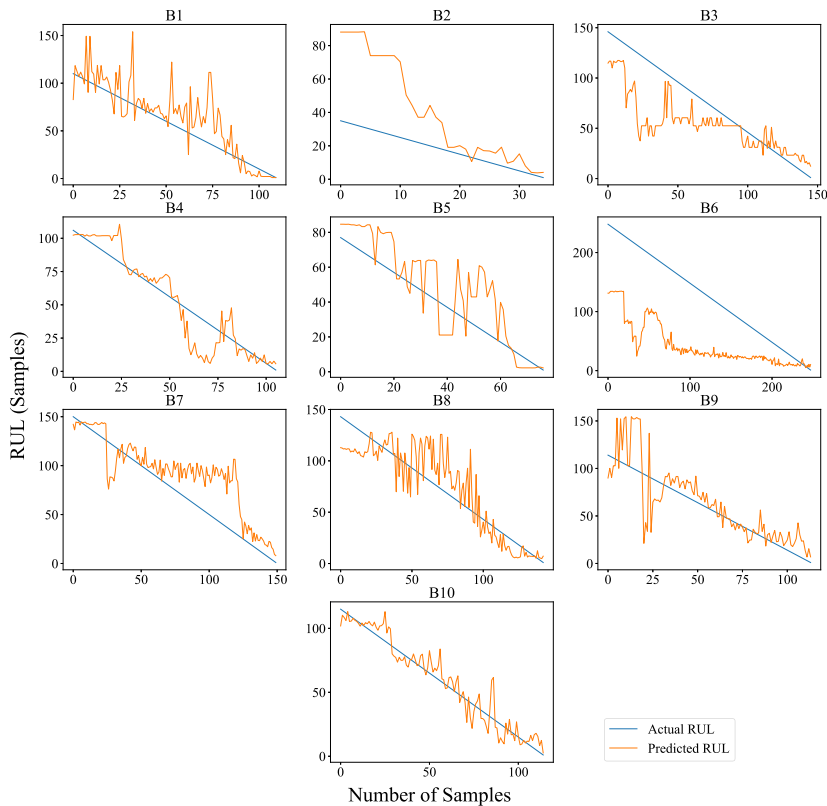 B1 B2 B3
150 100 50 0
0 25 50 75 100
80 60 40 20 0
0 10 20 30
150 100 50 0
0 50 100 150
B4 B5 B6
100 75 50 25 0
0 25 50 75 100
80 60 40 20 0
0 20 40 60
200 100 0
0 100 200
RUL (Samples)
B7 B8 B9
150 100 50 0
0 50 100 150
150 100 50 0
0 50 100
150 100 50 0
0 25 50 75 100
B10
100 50 0
0 50 100
Actual RUL
Predicted RUL
Number of Samples